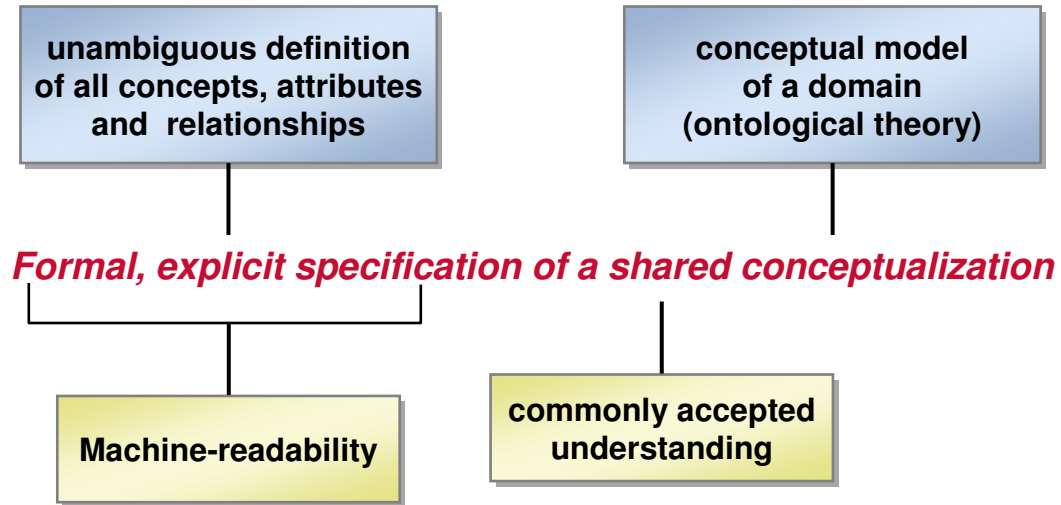 unambiguous definition
of all concepts, attributes
and relationships
conceptual model
of a domain
(ontological theory)
Formal, explicit specification of a shared conceptualization
Machine-readability
commonly accepted
understanding